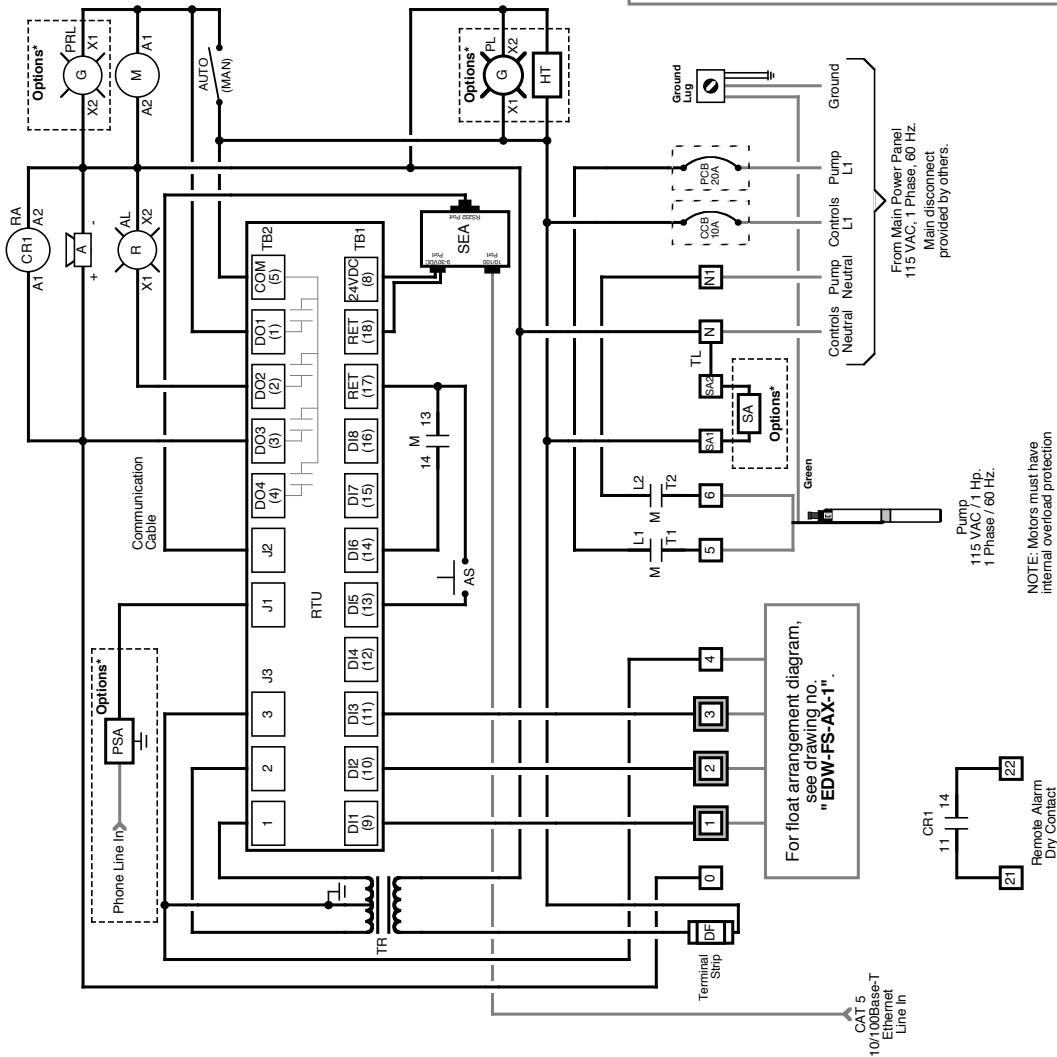 Options*
PRL
X1
G
X2
A1
M
A2
AUTO
(MAN)
RA
A2
CR1
A1
-
A
+
AL
X2
R
X1
Options*
PL
X2
G
X1
HT
Communication
Cable
Options*
PSA
Phone Line In
TB2
COM
(5)
DO1
(1)
DO2
(2)
DO3
(3)
DO4
(4)
J2
J1
J3
3
2
1
RTU
TB1
24VDC
(8)
RET
(18)
RET
(17)
DI8
(16)
DI7
(15)
DI6
(14)
DI5
(13)
DI4
(12)
DI3
(11)
DI2
(10)
DI1
(9)
RS232 Port
SEA
9-30VDC
Port
10/100
Port
M
13
14
AS
TR
Ground
Lug
PCB
20A
CCB
10A
N1
N
TL
SA2
SA1
SA
Options*
L2
M
T2
L1
M
T1
6
5
4
3
2
1
0
DF
Terminal
Strip
Ground
Pump
L1
Controls
L1
Pump
Neutral
Controls
Neutral
From Main Power Panel
115 VAC, 1 Phase, 60 Hz.
Main disconnect
provided by others.
Green
Pump
115 VAC / 1 Hp.
1 Phase / 60 Hz.
NOTE: Motors must have
internal overload protection
For float arrangement diagram,
see drawing no.
"EDW-FS-AX-1".
CR1
11
14
21
22
Remote Alarm
Dry Contact
CAT 5
10/100Base-T
Ethernet
Line In